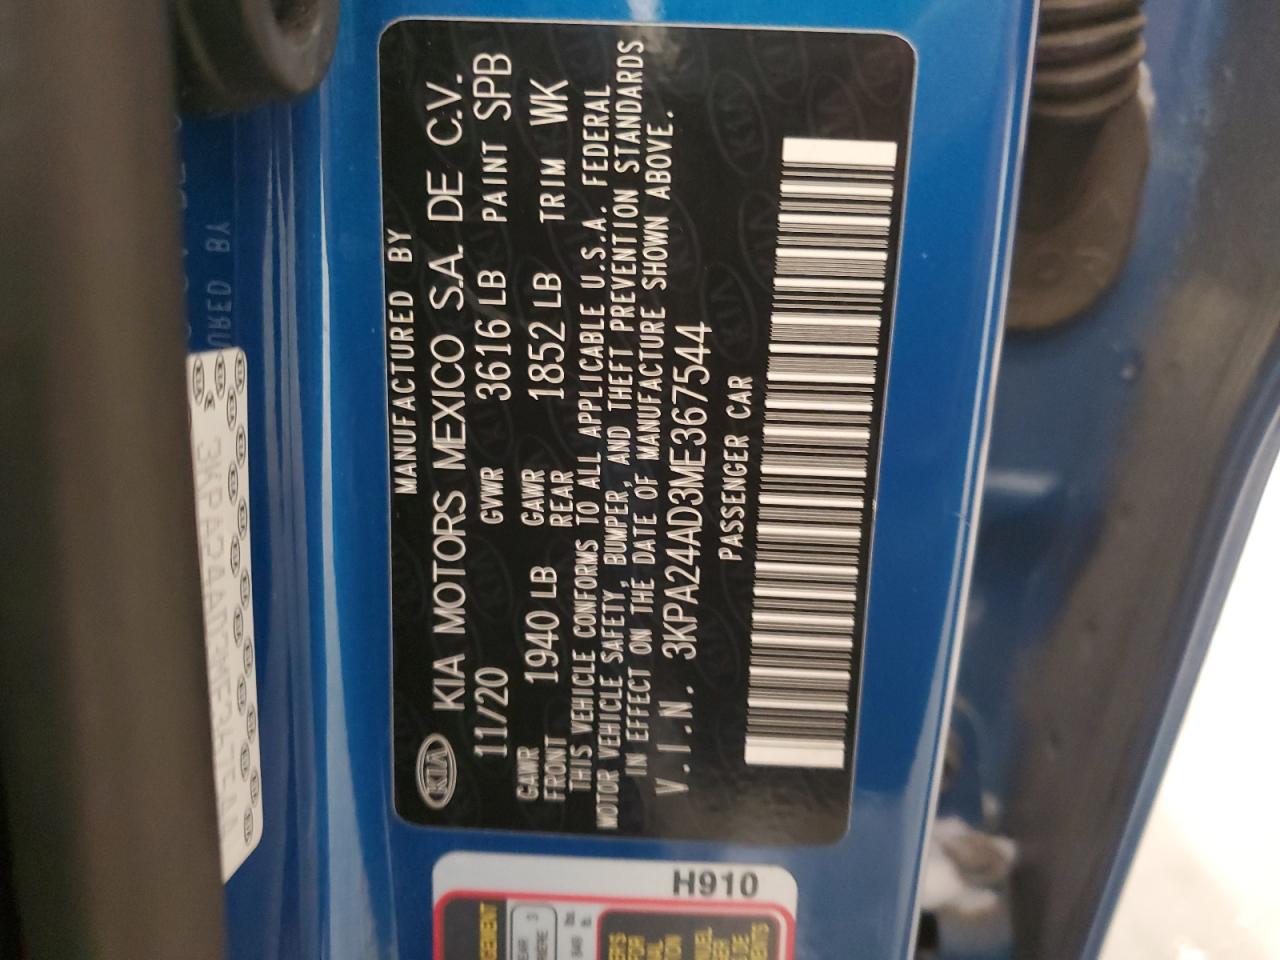 MANUFACTURED BY
KIA KIA MOTORS MEXICO S.A. DE C.V.
11/20 GVWR 3616 LB PAINT SPB
GAWR FRONT 1940 LB GAWR REAR 1852 LB TRIM WK
THIS VEHICLE CONFORMS TO ALL APPLICABLE U.S.A. FEDERAL
MOTOR VEHICLE SAFETY, BUMPER, AND THEFT PREVENTION STANDARDS
IN EFFECT ON THE DATE OF MANUFACTURE SHOWN ABOVE.
V.I.N. 3KPA24AD3ME367544
PASSENGER CAR
H910